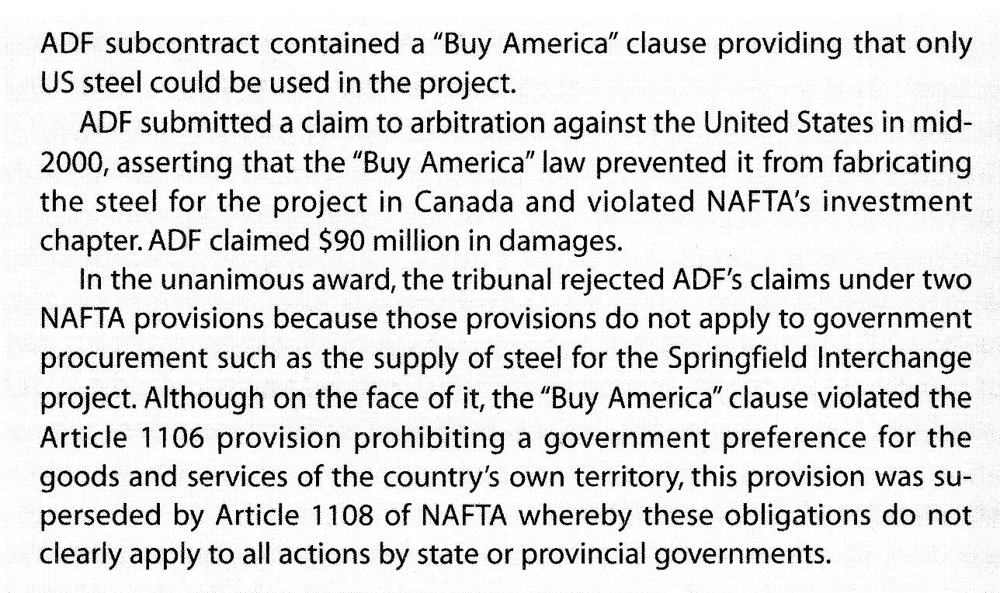 ADF subcontract contained a “Buy America” clause providing that only
US steel could be used in the project.
ADF submitted a claim to arbitration against the United States in mid-
2000, asserting that the “Buy America” law prevented it from fabricating
the steel for the project in Canada and violated NAFTA’s investment
chapter. ADF claimed $90 million in damages.
In the unanimous award, the tribunal rejected ADF’s claims under two
NAFTA provisions because those provisions do not apply to government
procurement such as the supply of steel for the Springfield Interchange
project. Although on the face of it, the “Buy America” clause violated the
Article 1106 provision prohibiting a government preference for the
goods and services of the country’s own territory, this provision was su-
perseded by Article 1108 of NAFTA whereby these obligations do not
clearly apply to all actions by state or provincial governments.